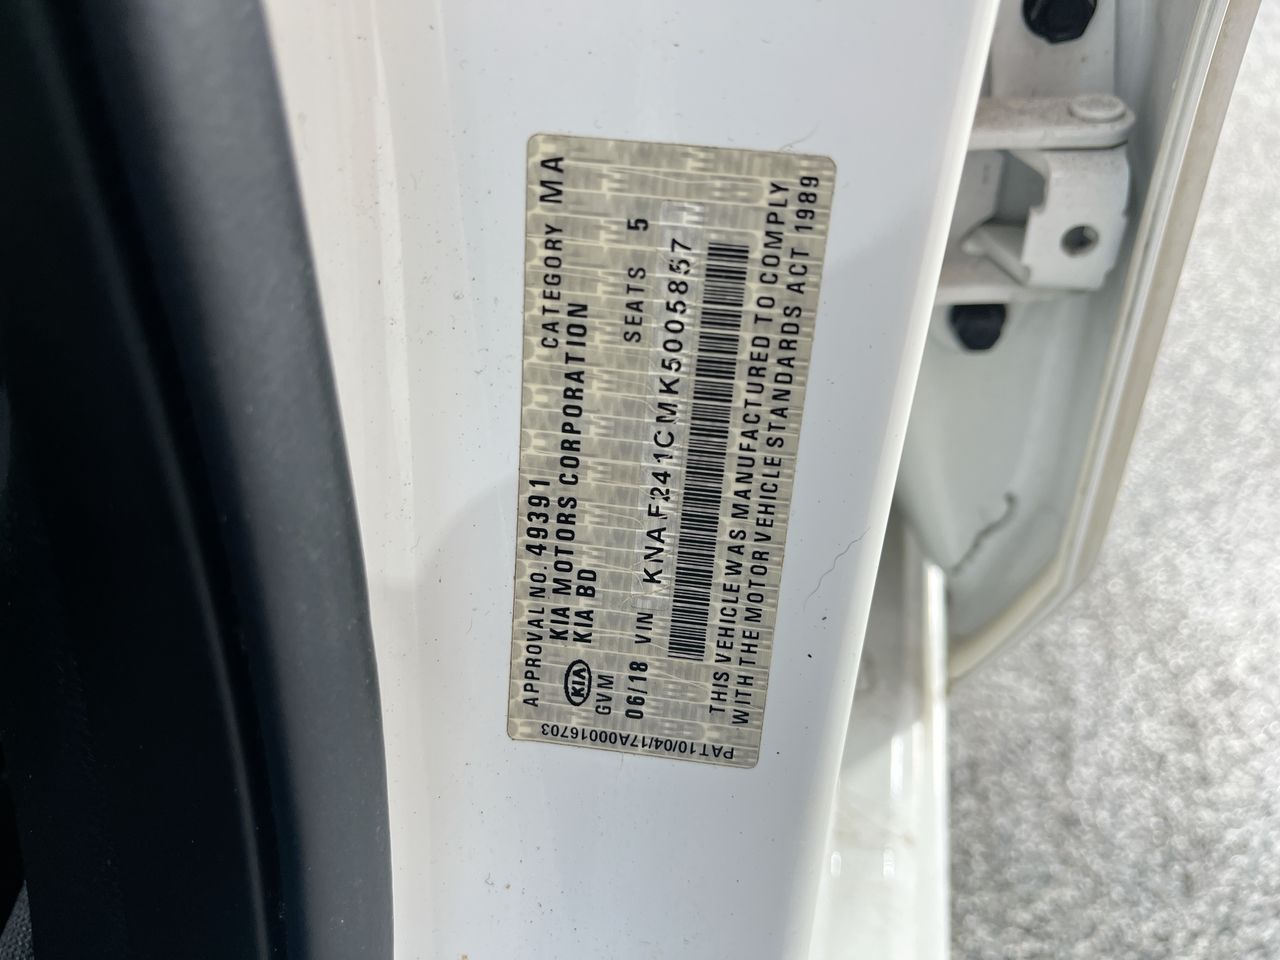 APPROVAL NO. 49391 CATEGORY MA
KIA MOTORS CORPORATION
KIA KIA BD
GVM SEATS 5
06/18 VIN KNAF241CMK5005857
THIS VEHICLE WAS MANUFACTURED TO COMPLY
WITH THE MOTOR VEHICLE STANDARDS ACT 1989
PAT10/04/17A00016703